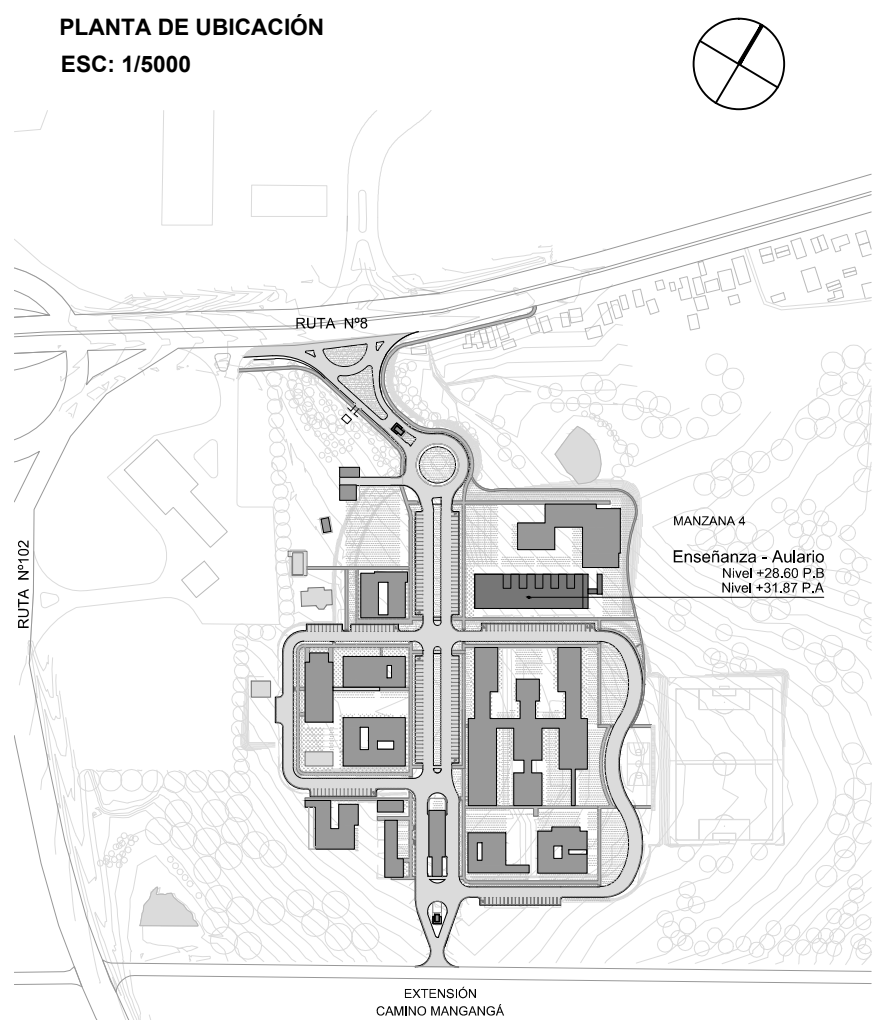 PLANTA DE UBICACIÓN
ESC: 1/5000
RUTA Nº8
MANZANA 4
Enseñanza - Aulario
Nivel +28.60 P.B
Nivel +31.87 P.A
RUTA Nº102
EXTENSIÓN
CAMINO MANGANGÁ